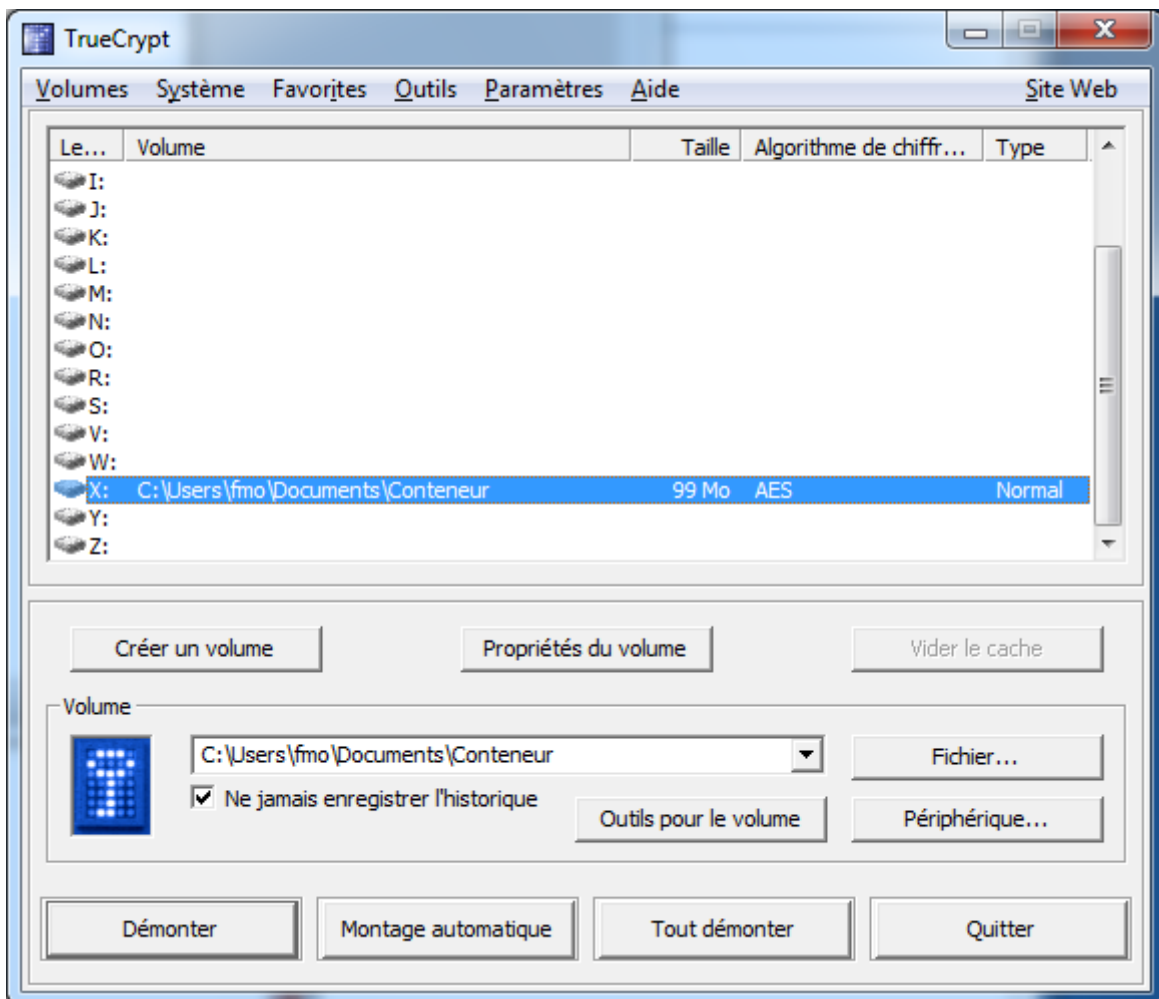 TrueCrypt
Volumes Système Favorites Outils Paramètres Aide Site Web
Le... Volume Taille Algorithme de chiffr... Type
I:
J:
K:
L:
M:
N:
O:
R:
S:
V:
W:
X: C:\Users\fmo\Documents\Conteneur 99 Mo AES Normal
Y:
Z:
Créer un volume Propriétés du volume Vider le cache
Volume
C:\Users\fmo\Documents\Conteneur Fichier...
Ne jamais enregistrer l'historique
Outils pour le volume Périphérique...
Démonter Montage automatique Tout démonter Quitter